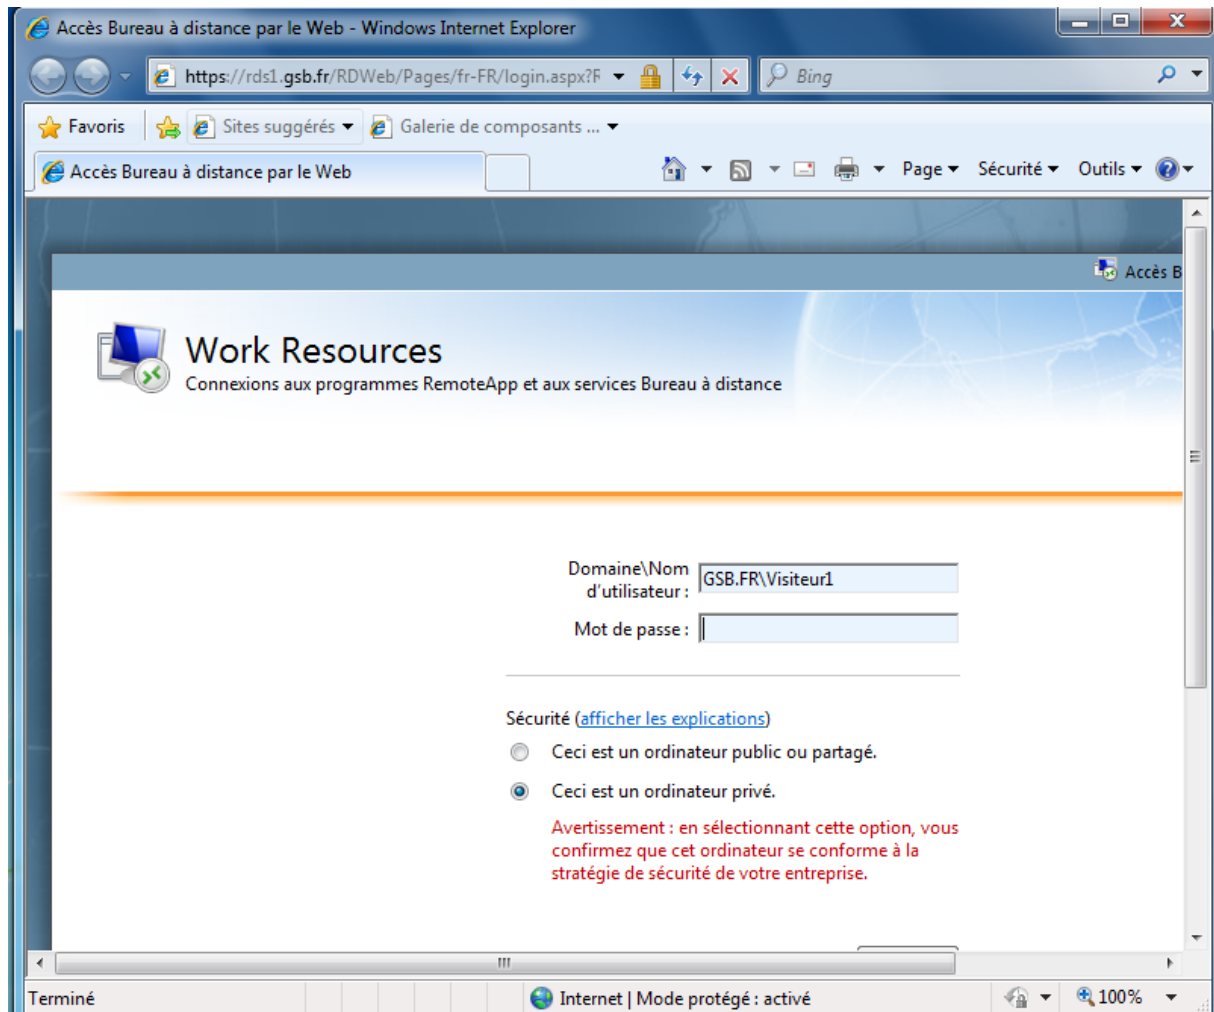 Accès Bureau à distance par le Web - Windows Internet Explorer
https://rds1.gsb.fr/RDWeb/Pages/fr-FR/login.aspx?R
Bing
Favoris
Sites suggérés
Galerie de composants ...
Accès Bureau à distance par le Web
Page
Sécurité
Outils
Accès B
Work Resources
Connexions aux programmes RemoteApp et aux services Bureau à distance
Domaine\Nom
d'utilisateur :
GSB.FR\Visiteur1
Mot de passe :
Sécurité (afficher les explications)
Ceci est un ordinateur public ou partagé.
Ceci est un ordinateur privé.
Avertissement : en sélectionnant cette option, vous
confirmez que cet ordinateur se conforme à la
stratégie de sécurité de votre entreprise.
Terminé
Internet | Mode protégé : activé
100%